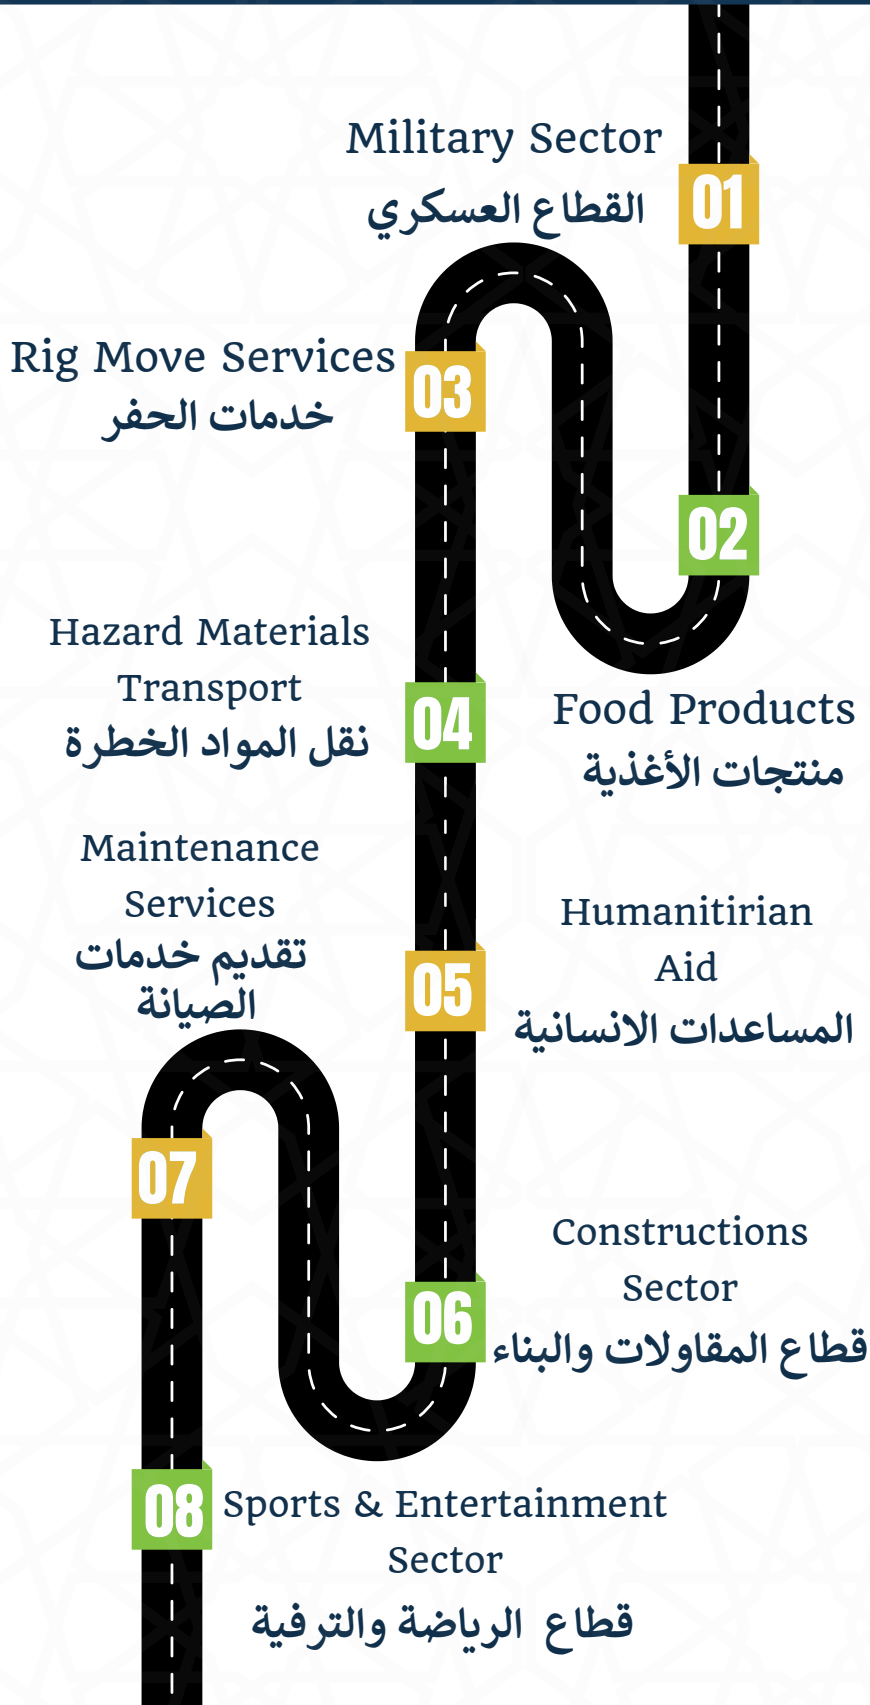 Military Sector
القطاع العسكري
01
Rig Move Services
خدمات الحفر
03
02
Hazard Materials
Transport
نقل المواد الخطرة
04
Food Products
منتجات الأغذية
Maintenance
Services
تقديم خدمات
الصيانة
05
Humanitirian
Aid
المساعدات الانسانية
07
Constructions
Sector
قطاع المقاولات والبناء
06
08
Sports & Entertainment
Sector
قطاع الرياضة والترفية